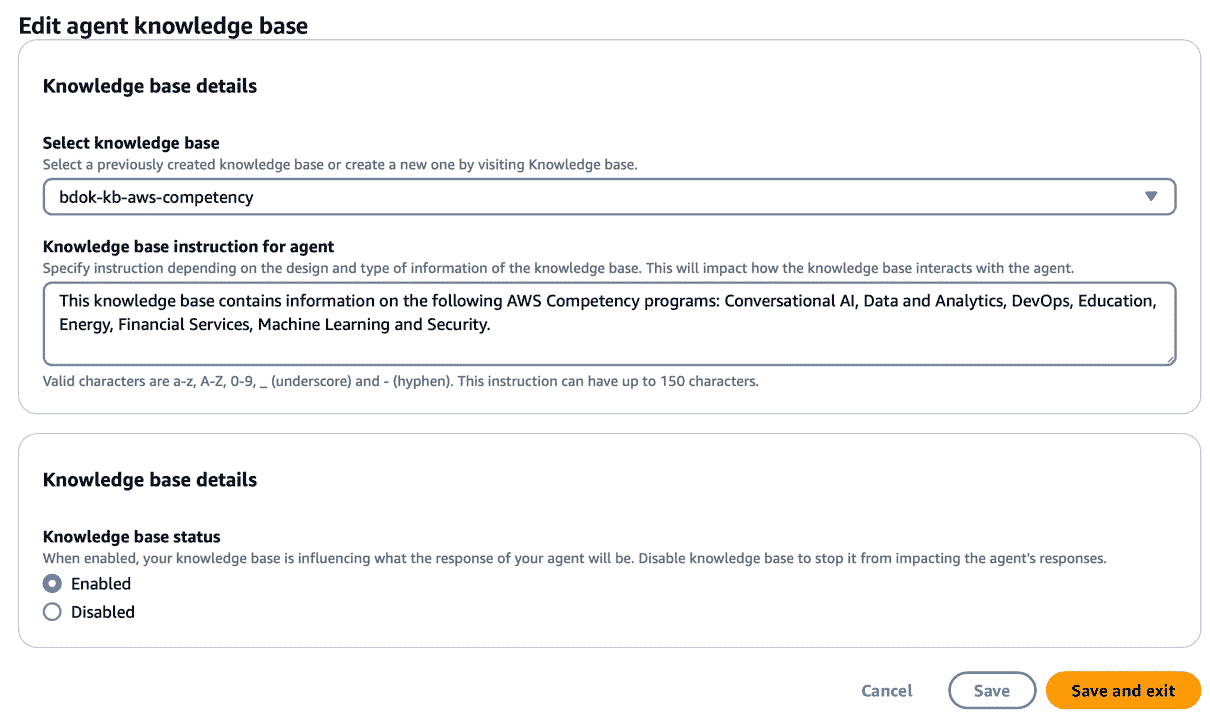 Edit agent knowledge base
Knowledge base details
Select knowledge base
Select a previously created knowledge base or create a new one by visiting Knowledge base.
bdok-kb-aws-competency
Knowledge base instruction for agent
Specify instruction depending on the design and type of information of the knowledge base. This will impact how the knowledge base interacts with the agent.
This knowledge base contains information on the following AWS Competency programs: Conversational AI, Data and Analytics, DevOps, Education,
Energy, Financial Services, Machine Learning and Security.
Valid characters are a-z, A-Z, 0-9, _ (underscore) and - (hyphen). This instruction can have up to 150 characters.
Knowledge base details
Knowledge base status
When enabled, your knowledge base is influencing what the response of your agent will be. Disable knowledge base to stop it from impacting the agent's responses.
Enabled
Disabled
Cancel Save Save and exit